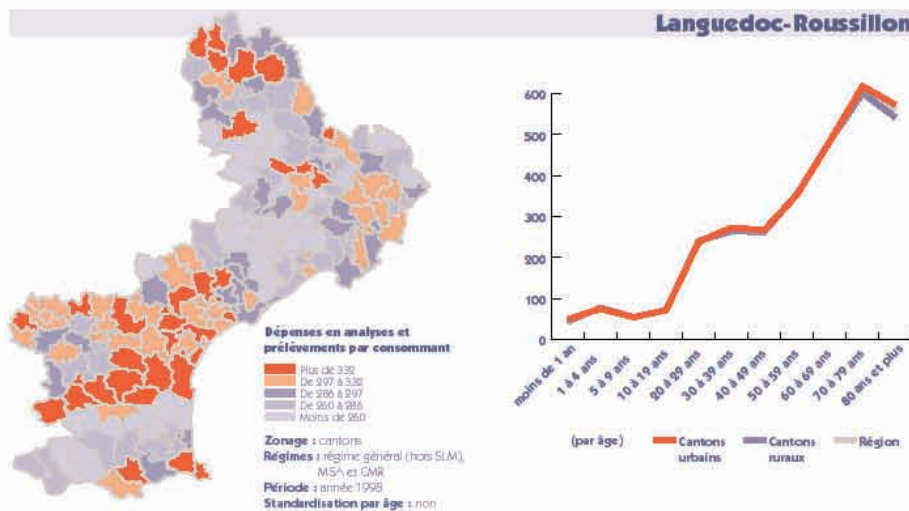 Languedoc-Roussillon
Dépenses en analyses et
prélèvements par consommant
Plus de 332
De 297 à 332
De 286 à 297
De 260 à 286
Moins de 260
Zonage : cantons
Régimes : régime général (hors SLM),
MSA et CMR
Période : année 1998
Standardisation par âge : non
600
500
400
300
200
100
0
moins de 1 an
1 à 4 ans
5 à 9 ans
10 à 19 ans
20 à 29 ans
30 à 39 ans
40 à 49 ans
50 à 59 ans
60 à 69 ans
70 à 79 ans
80 ans et plus
(par âge)
Cantons urbains
Cantons ruraux
Région